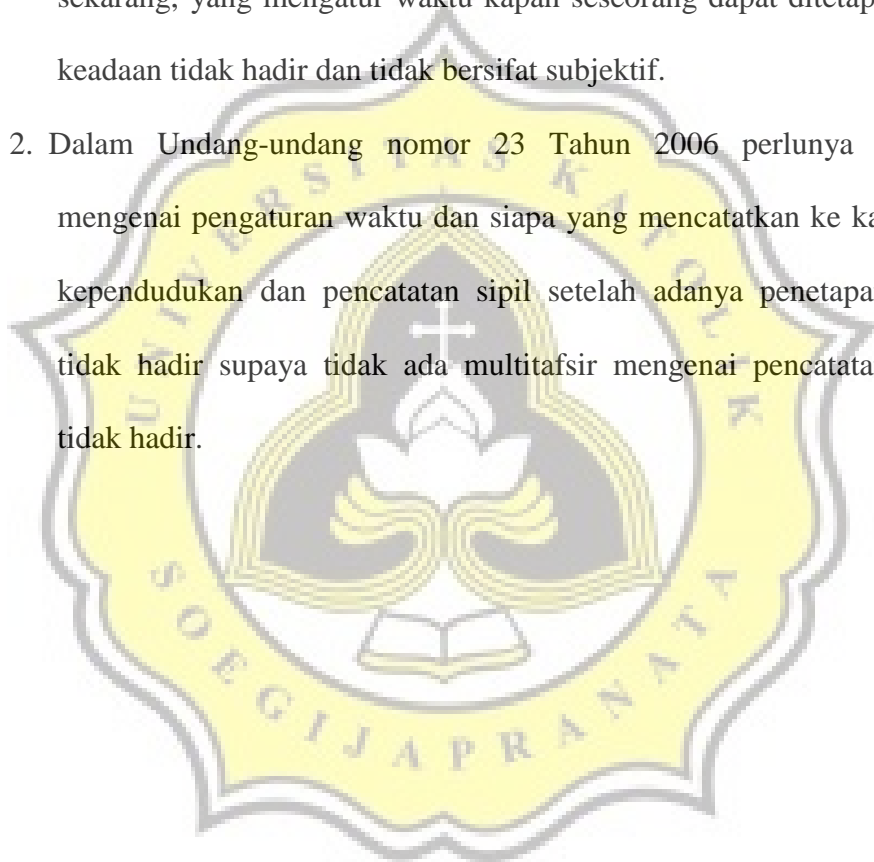 sekarang, yang mengatur waktu kapan seseorang dapat ditetap
keadaan tidak hadir dan tidak bersifat subjektif.
2. Dalam Undang-undang nomor 23 Tahun 2006 perlunya
mengenai pengaturan waktu dan siapa yang mencatatkan ke ka
kependudukan dan pencatatan sipil setelah adanya penetapa
tidak hadir supaya tidak ada multitafsir mengenai pencatata
tidak hadir.
UNIVERSITAS KATOLIK
SOEGIJAPRANATA